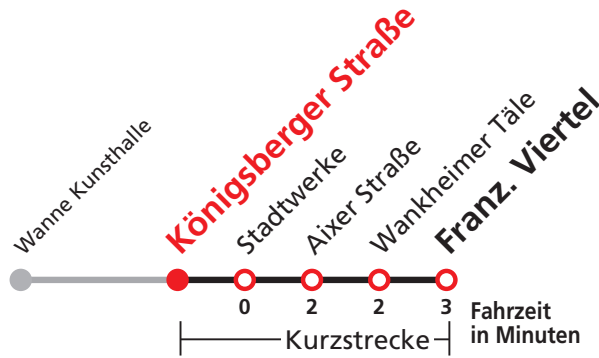 Wanne Kunsthalle
Königsberger Straße
Stadtwerke
Aixer Straße
Wankheimer Täle
Franz. Viertel
0 2 2 3
Fahrzeit
in Minuten
Kurzstrecke